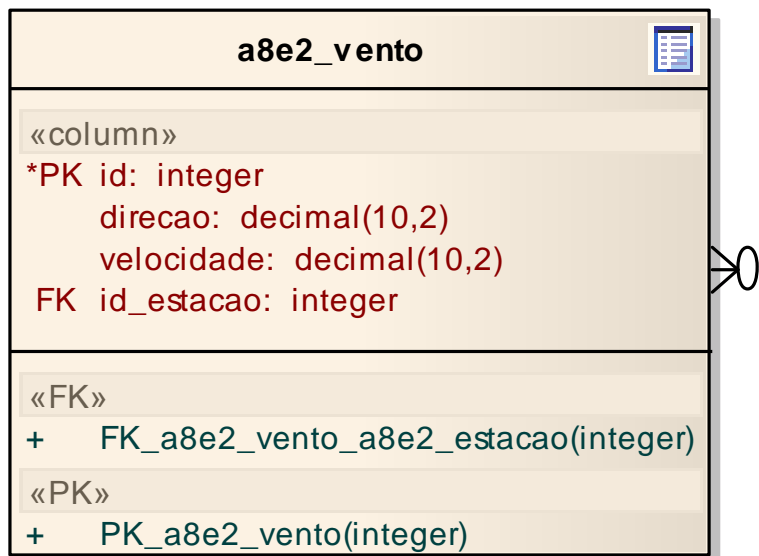 a8e2_vento
«column»
*PK id: integer
direcao: decimal(10,2)
velocidade: decimal(10,2)
FK id_estacao: integer
«FK»
+ FK_a8e2_vento_a8e2_estacao(integer)
«PK»
+ PK_a8e2_vento(integer)